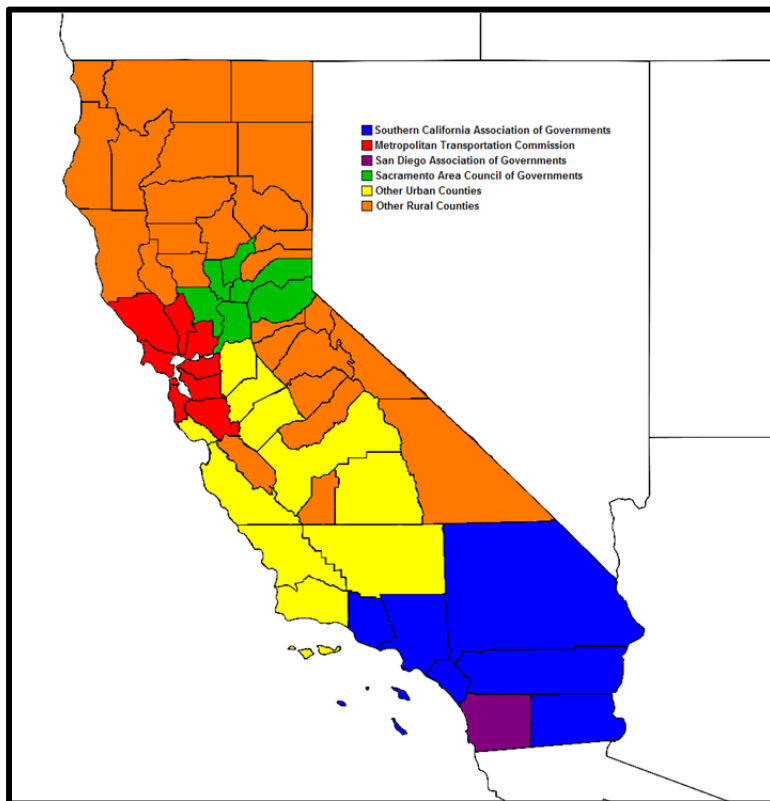 Southern California Association of Governments
Metropolitan Transportation Commission
San Diego Association of Governments
Sacramento Area Council of Governments
Other Urban Counties
Other Rural Counties